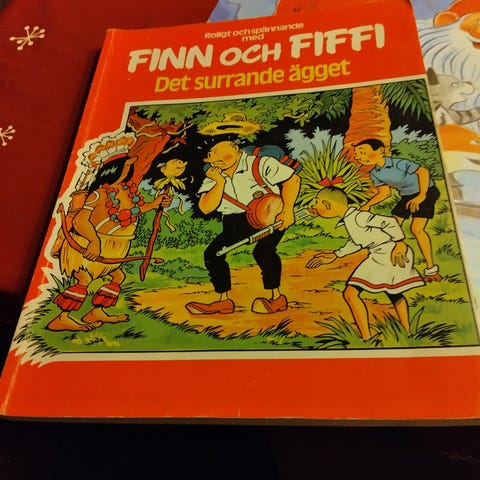 Roligt och spännande
med
FINN OCH FIFFI
Det surrande ägget